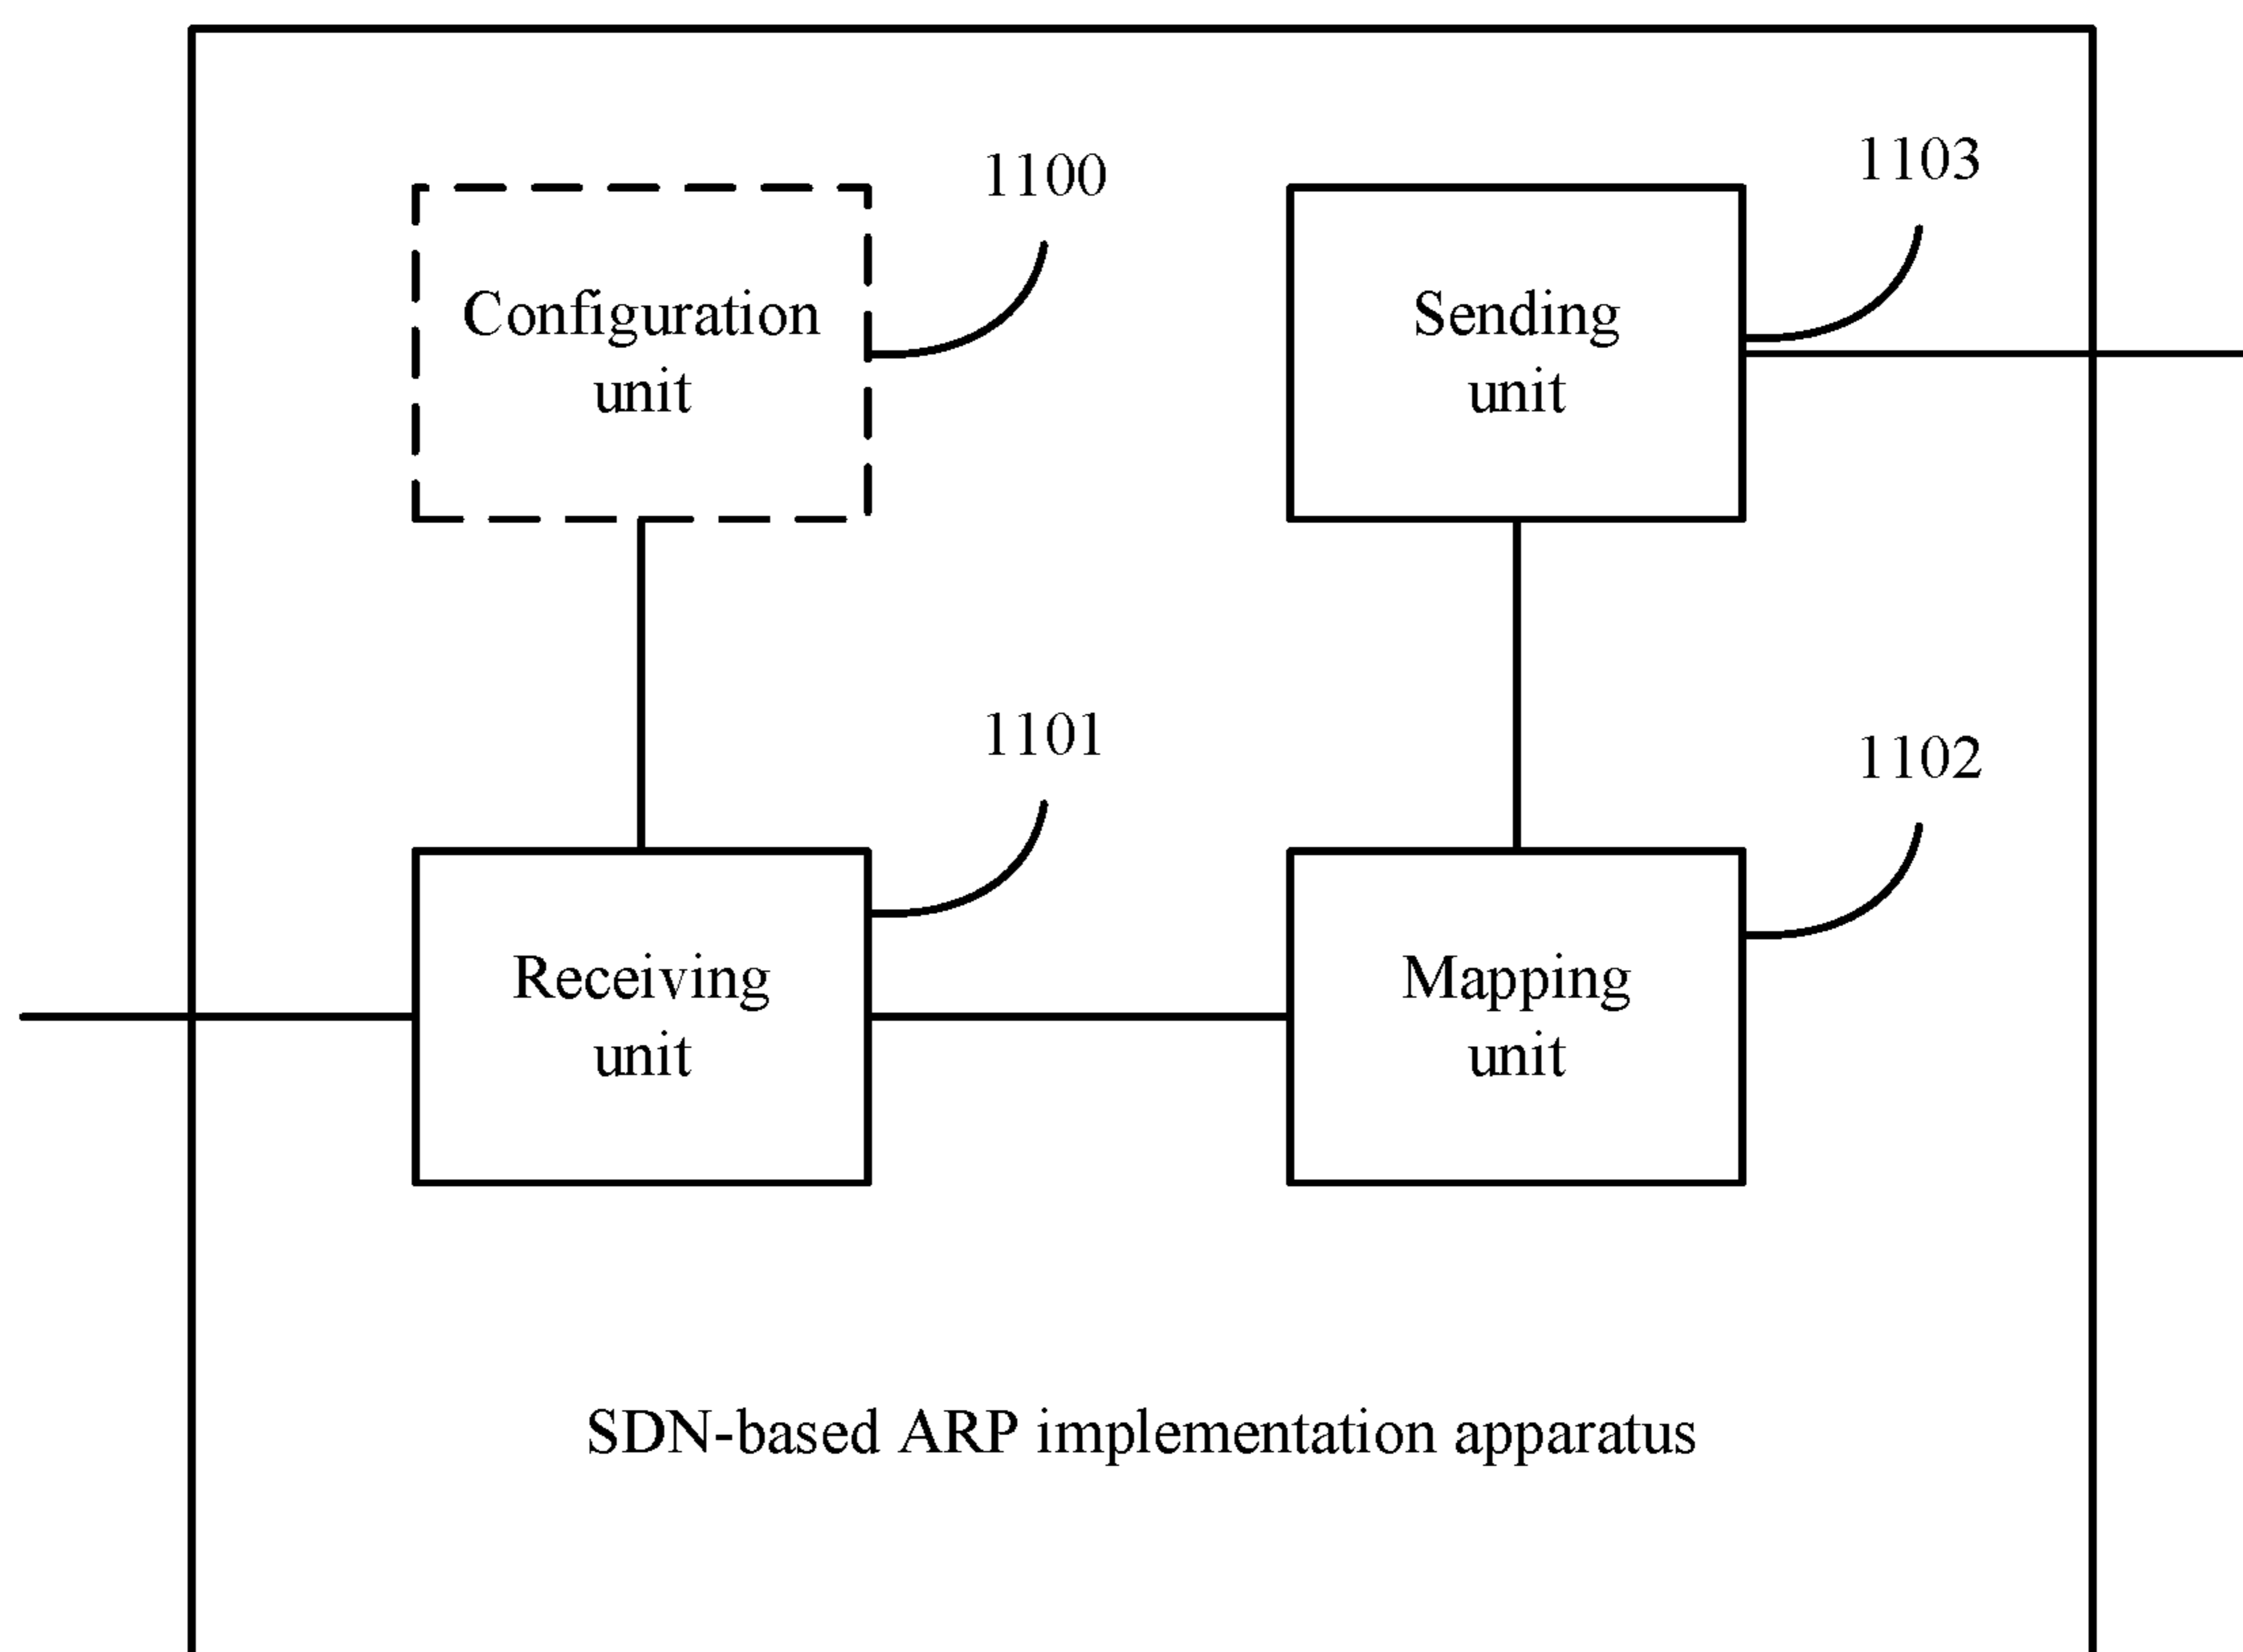 1100
1103
Configuration
unit
Sending
unit
1101
1102
Receiving
unit
Mapping
unit
SDN-based ARP implementation apparatus